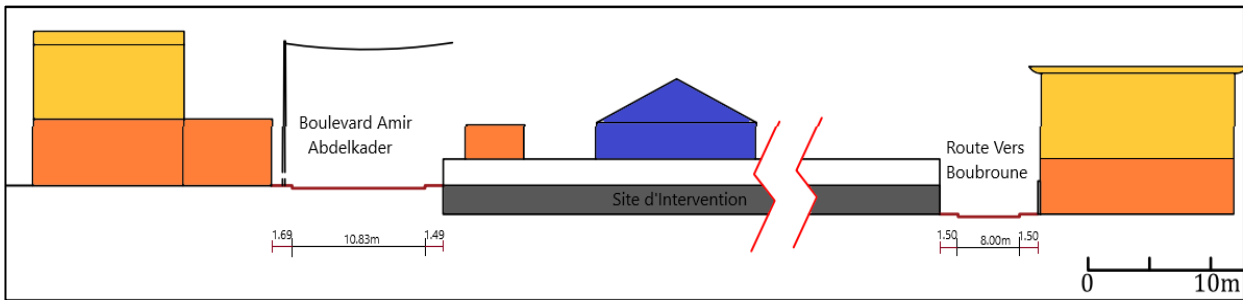 Boulevard Amir
Abdelkader
Route Vers
Boubroune
Site d'Intervention
1.69
10.83m
1.49
1.50
8.00m
1.50
0
10m